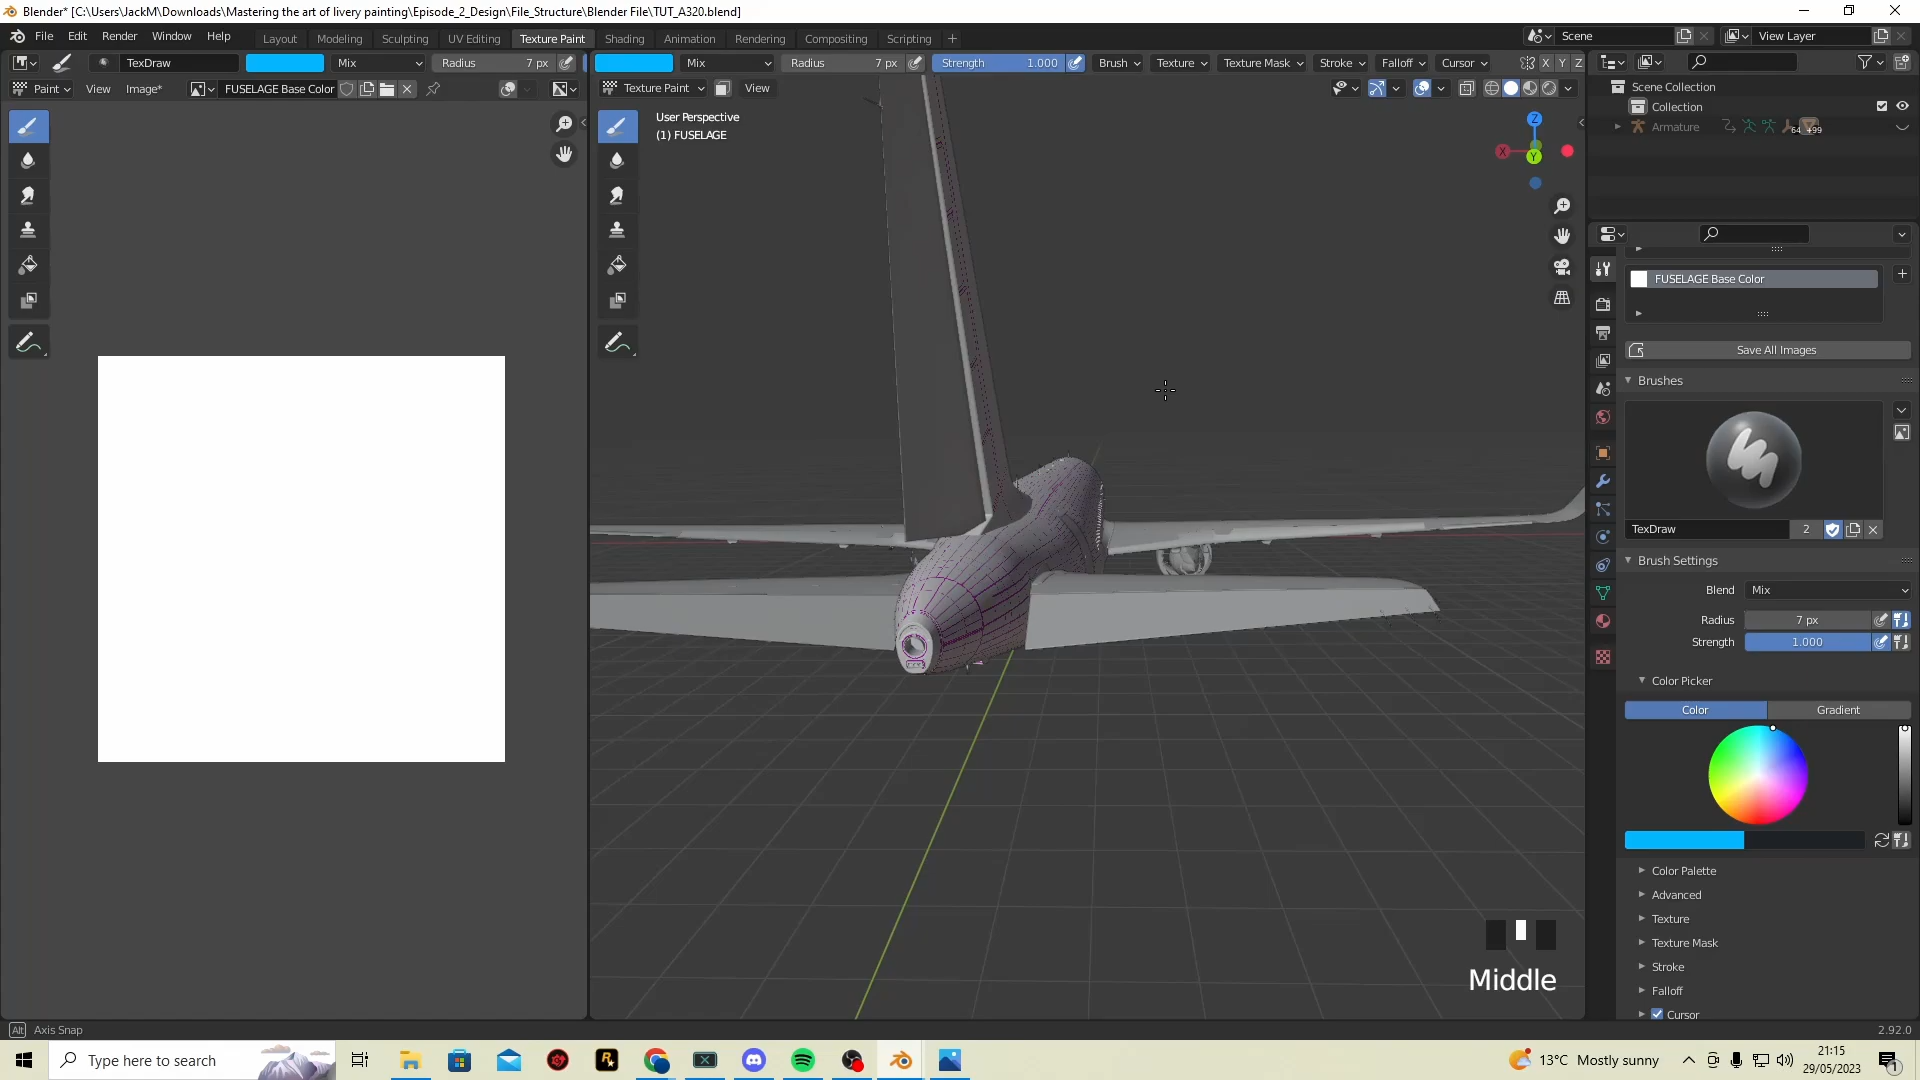 Blender* [C:\Users\JackM\Downloads\Mastering the art of livery painting\Episode_2_Design\File_Structure\Blender File\TUT_A320.blend]
File Edit Render Window Help Layout Modeling Sculpting UV Editing Texture Paint Shading Animation Rendering Compositing Scripting + Scene View Layer
TexDraw Mix Radius 7 px Mix Radius 7 px Strength 1.000 Brush Texture Texture Mask Stroke Falloff Cursor X Y Z
Paint View Image* FUSELAGE Base Color Texture Paint View
Scene Collection
Collection
Armature 64 +99
User Perspective
(1) FUSELAGE
Z
X
Y
FUSELAGE Base Color
Save All Images
Brushes
TexDraw 2
Brush Settings
Blend Mix
Radius 7 px
Strength 1.000
Color Picker
Color Gradient
Color Palette
Advanced
Texture
Texture Mask
Stroke
Falloff
Cursor
Middle
Alt Axis Snap 2.92.0
Type here to search 13°C Mostly sunny 21:15
29/05/2023
1